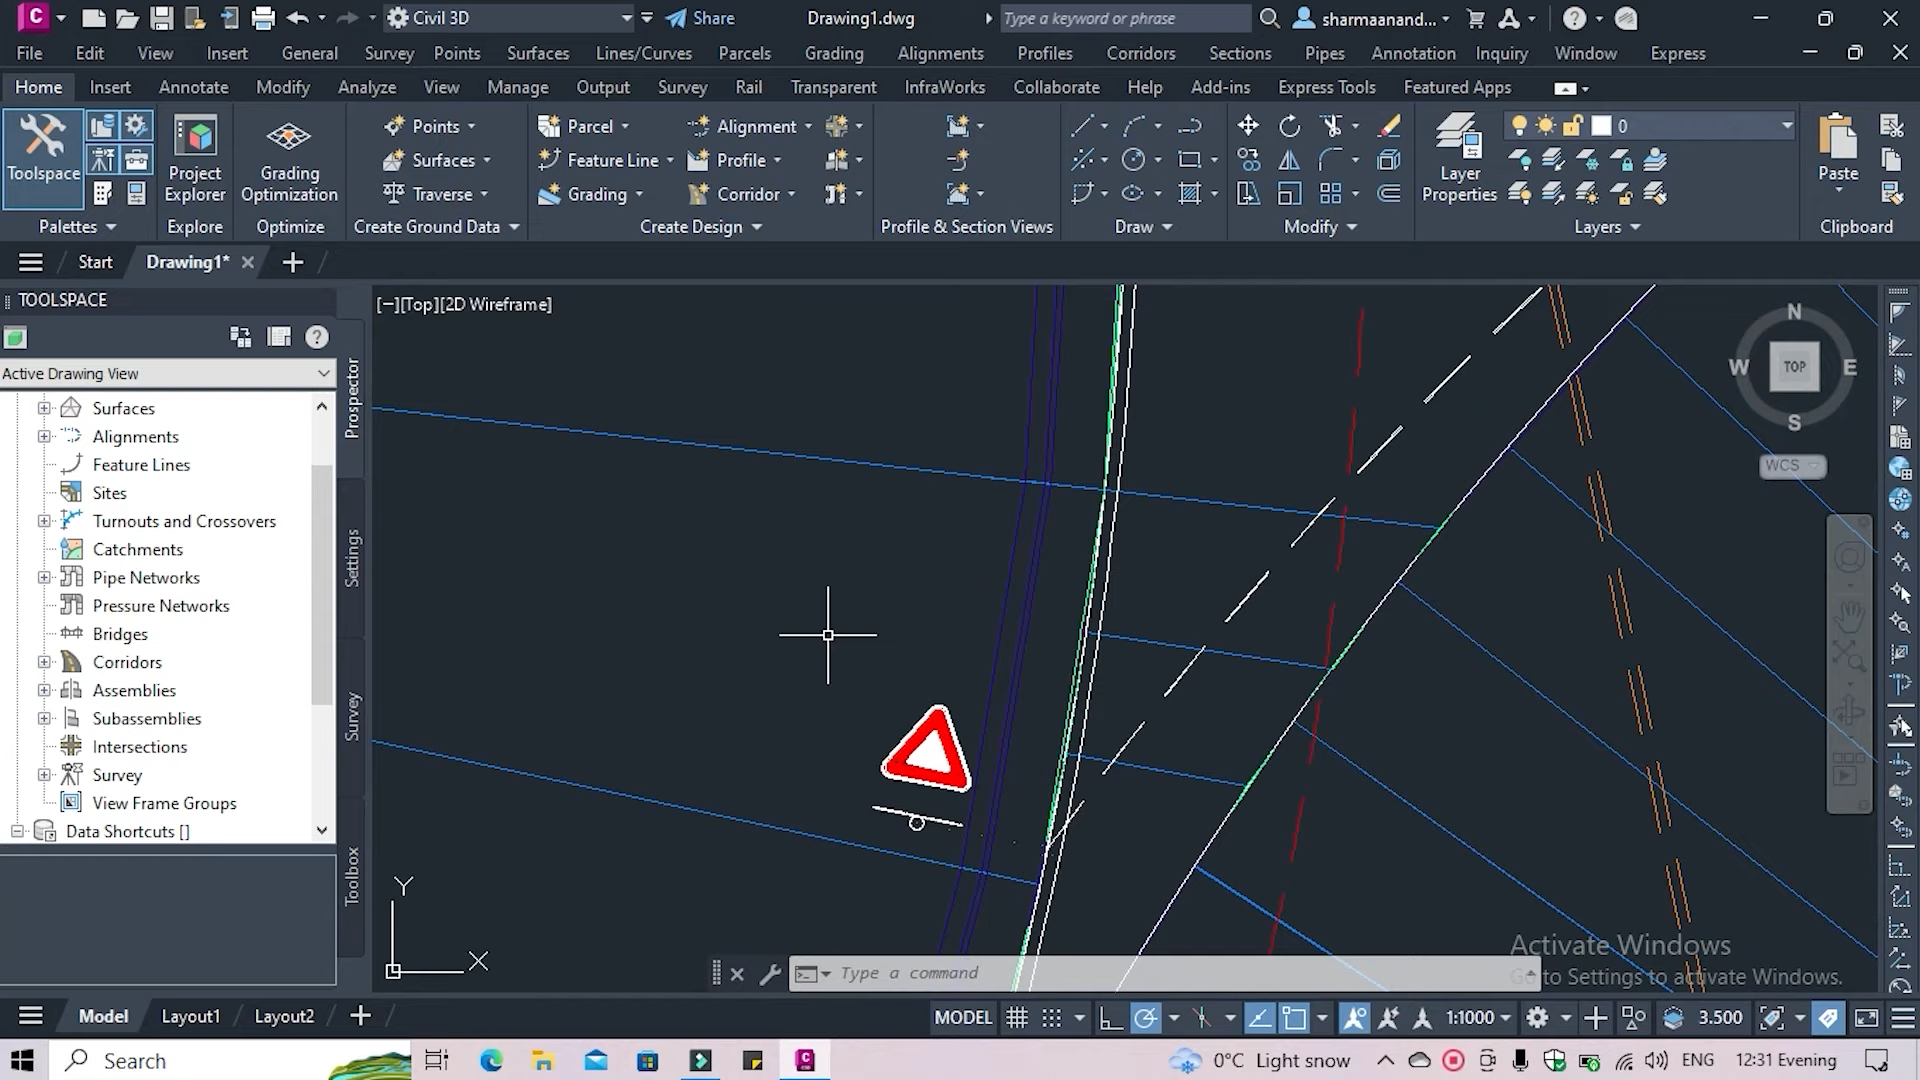 C
Civil 3D
Share
Drawing1.dwg
Type a keyword or phrase
sharmaanand...
File Edit View Insert General Survey Points Surfaces Lines/Curves Parcels Grading Alignments Profiles Corridors Sections Pipes Annotation Inquiry Window Express
Home Insert Annotate Modify Analyze View Manage Output Survey Rail Transparent InfraWorks Collaborate Help Add-ins Express Tools Featured Apps
Toolspace
Project
Explorer
Grading
Optimization
Points
Surfaces
Traverse
Parcel
Feature Line
Grading
Alignment
Profile
Corridor
Layer
Properties
0
Paste
Palettes Explore Optimize Create Ground Data Create Design Profile & Section Views Draw Modify Layers Clipboard
Start Drawing1*
TOOLSPACE
Active Drawing View
Surfaces
Alignments
Feature Lines
Sites
Turnouts and Crossovers
Catchments
Pipe Networks
Pressure Networks
Bridges
Corridors
Assemblies
Subassemblies
Intersections
Survey
View Frame Groups
Data Shortcuts []
Prospector
Settings
Survey
Toolbox
[−][Top][2D Wireframe]
N
W TOP E
S
WCS
Y
X
Type a command
Activate Windows
Go to Settings to activate Windows.
Model Layout1 Layout2
MODEL 1:1000 3.500
Search
0°C Light snow ENG 12:31 Evening